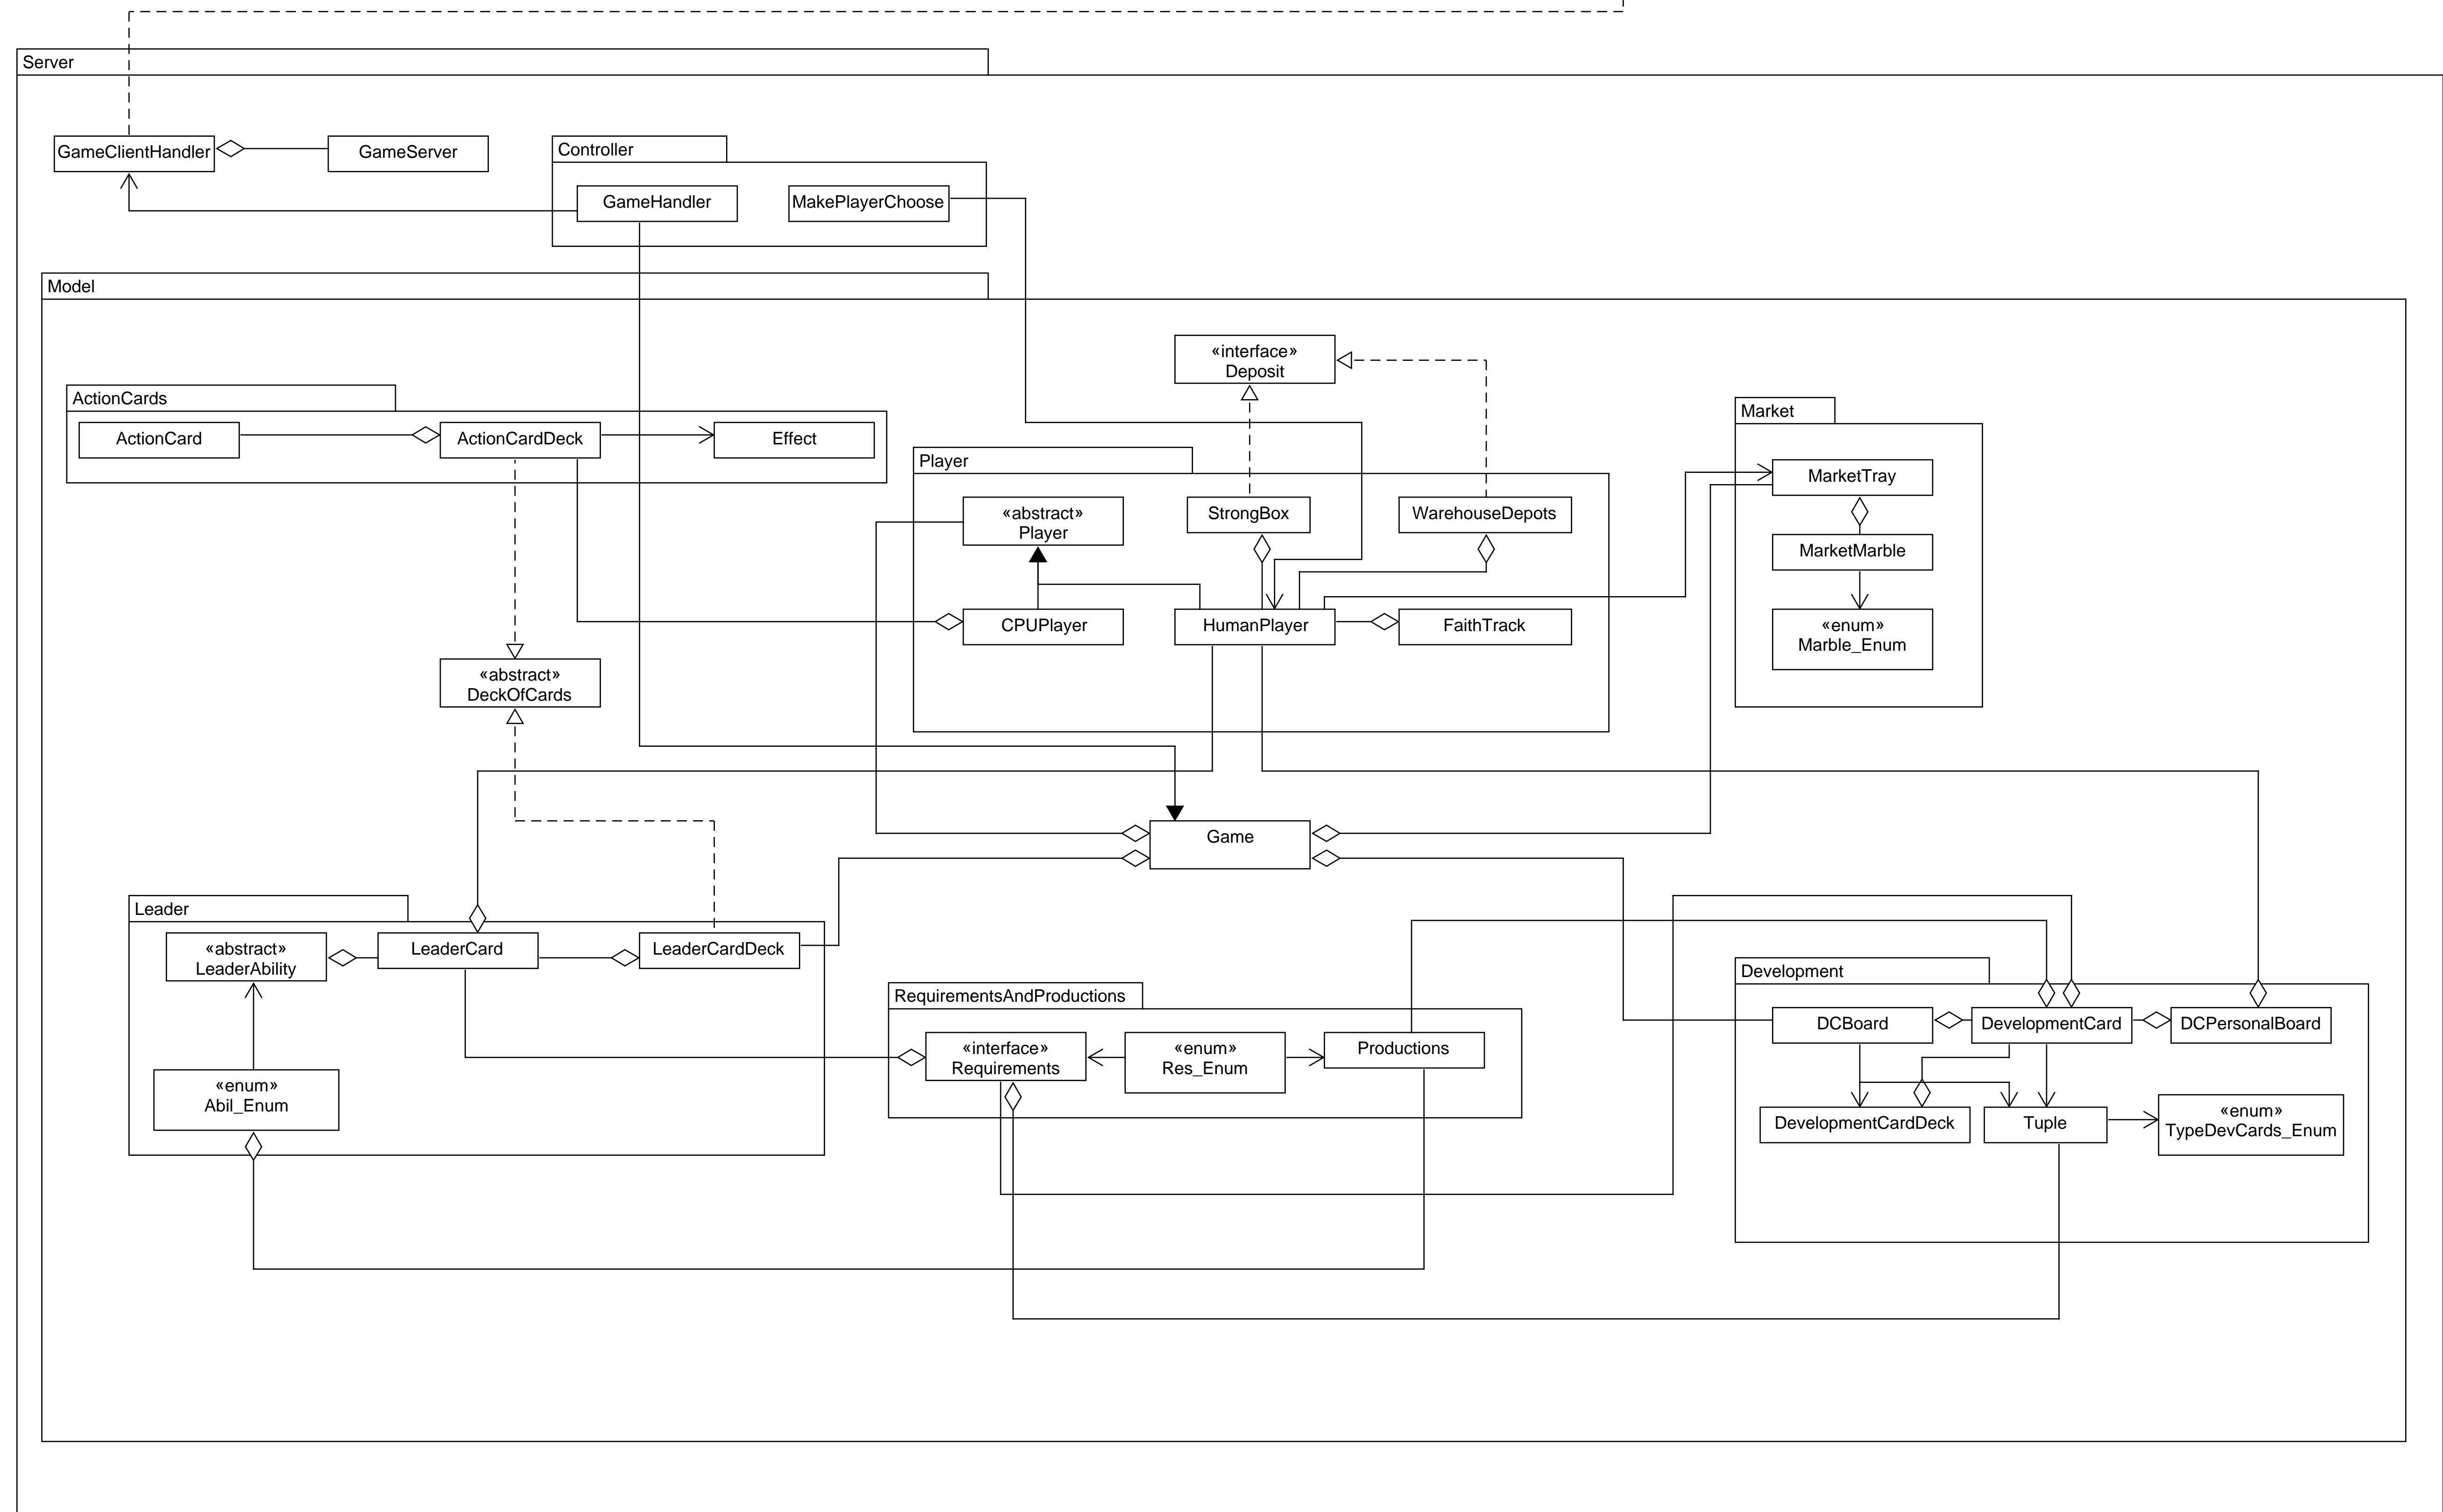 Server
GameClientHandler
GameServer
Controller
GameHandler
MakePlayerChoose
Model
«interface»
Deposit
ActionCards
ActionCard
ActionCardDeck
Effect
Market
MarketTray
MarketMarble
«enum»
Marble_Enum
Player
«abstract»
Player
StrongBox
WarehouseDepots
CPUPlayer
HumanPlayer
FaithTrack
«abstract»
DeckOfCards
Game
Leader
«abstract»
LeaderAbility
LeaderCard
LeaderCardDeck
«enum»
Abil_Enum
RequirementsAndProductions
«interface»
Requirements
«enum»
Res_Enum
Productions
Development
DCBoard
DevelopmentCard
DCPersonalBoard
DevelopmentCardDeck
Tuple
«enum»
TypeDevCards_Enum